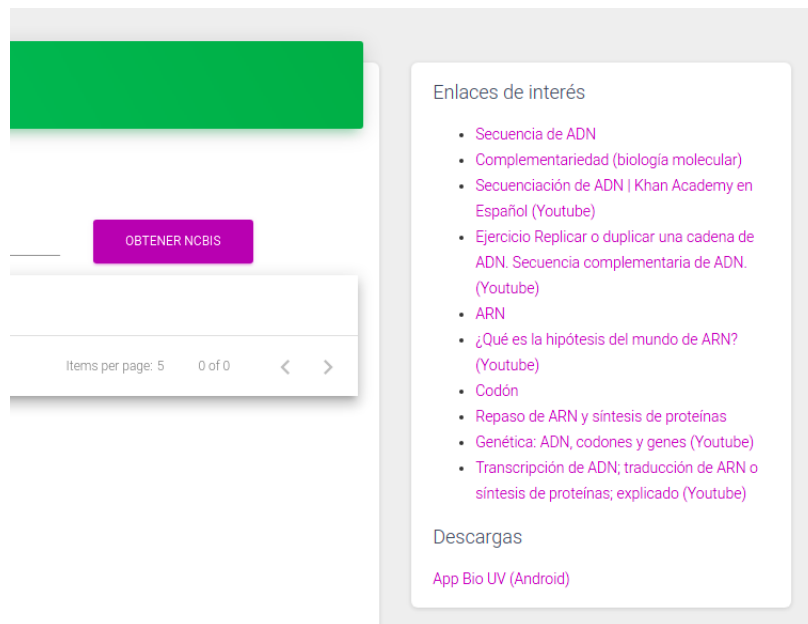 OBTENER NCBIS
Items per page: 5 0 of 0
Enlaces de interés
Secuencia de ADN
Complementariedad (biología molecular)
Secuenciación de ADN | Khan Academy en
Español (Youtube)
Ejercicio Replicar o duplicar una cadena de
ADN. Secuencia complementaria de ADN.
(Youtube)
ARN
¿Qué es la hipótesis del mundo de ARN?
(Youtube)
Codón
Repaso de ARN y síntesis de proteínas
Genética: ADN, codones y genes (Youtube)
Transcripción de ADN; traducción de ARN o
síntesis de proteínas; explicado (Youtube)
Descargas
App Bio UV (Android)